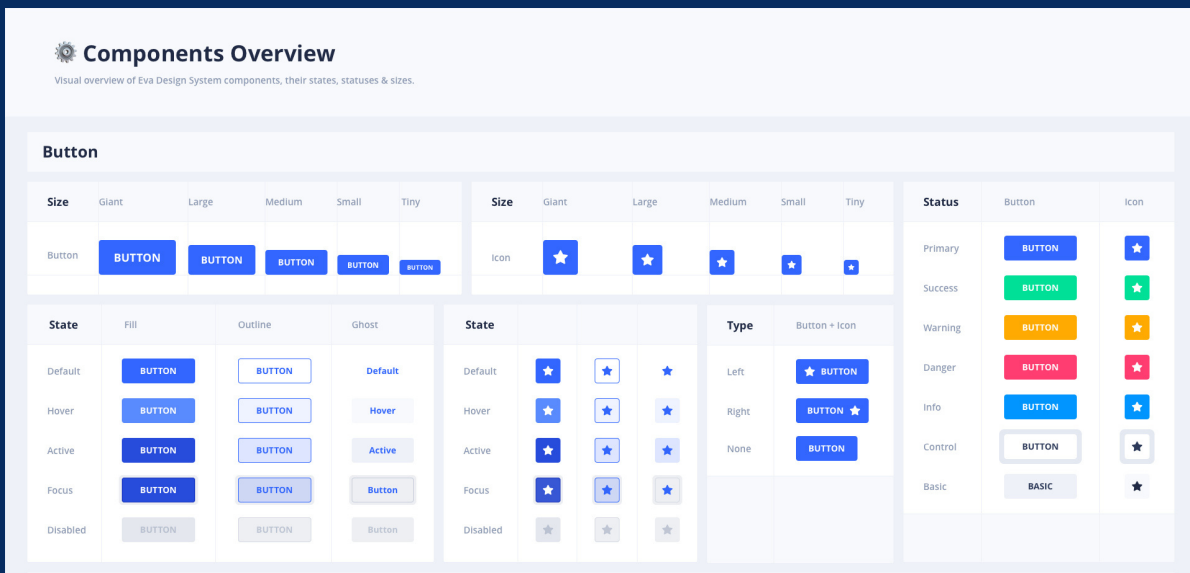 Components Overview
Visual overview of Eva Design System components, their states, statuses & sizes.
Button
Size Giant Large Medium Small Tiny
Button BUTTON BUTTON BUTTON BUTTON BUTTON
Size Giant Large Medium Small Tiny
Icon
State Fill Outline Ghost
Default BUTTON BUTTON Default
Hover BUTTON BUTTON Hover
Active BUTTON BUTTON Active
Focus BUTTON BUTTON Button
Disabled BUTTON BUTTON Button
State
Default
Hover
Active
Focus
Disabled
Type Button + Icon
Left BUTTON
Right BUTTON
None BUTTON
Status Button Icon
Primary BUTTON
Success BUTTON
Warning BUTTON
Danger BUTTON
Info BUTTON
Control BUTTON
Basic BASIC